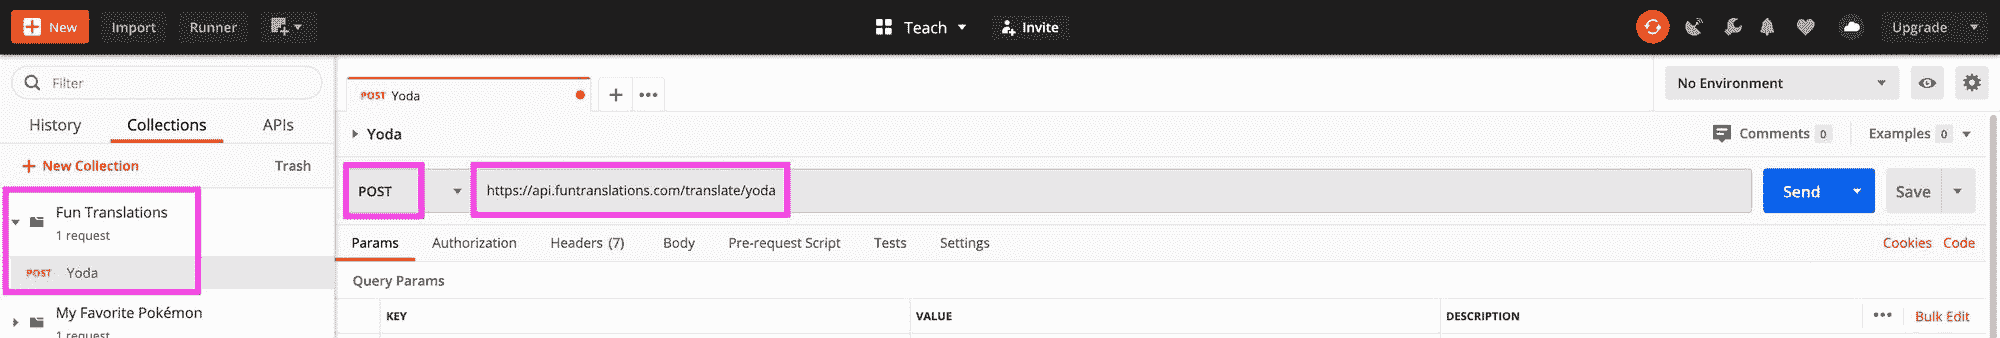 New Import Runner Teach Invite Upgrade
Filter
History Collections APIs
New Collection Trash
Fun Translations
1 request
POST Yoda
My Favorite Pokémon
1 request
POST Yoda
No Environment
Yoda
Comments 0 Examples 0
POST https://api.funtranslations.com/translate/yoda Send Save
Params Authorization Headers (7) Body Pre-request Script Tests Settings Cookies Code
Query Params
KEY VALUE DESCRIPTION Bulk Edit